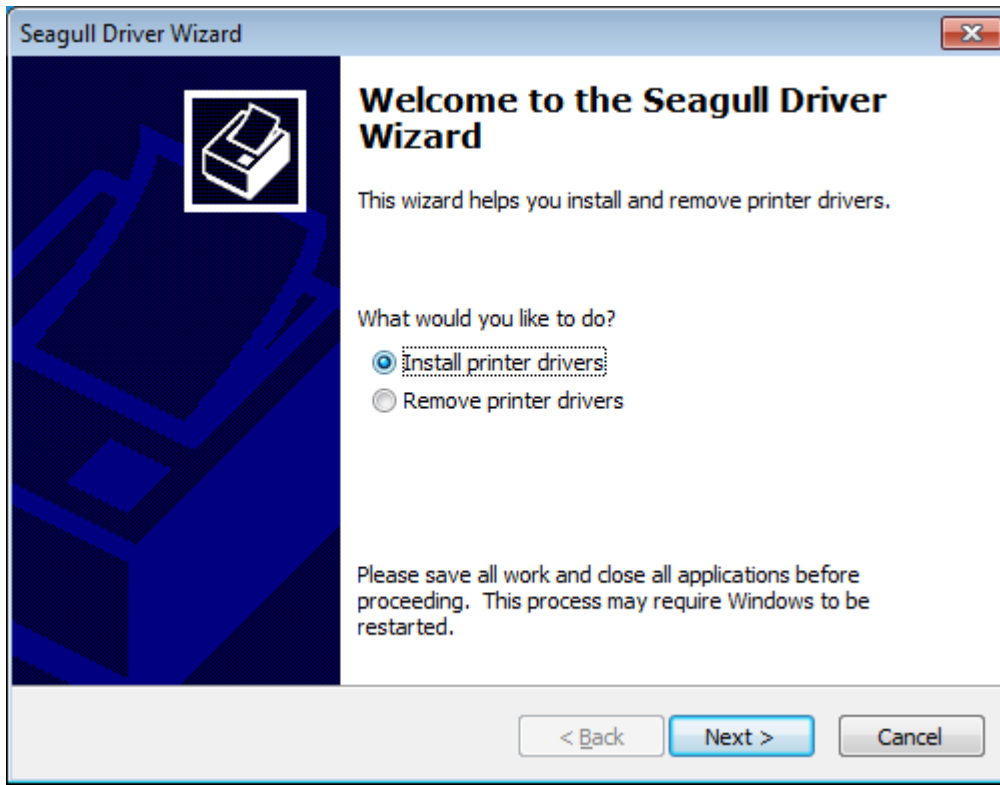 Seagull Driver Wizard
Welcome to the Seagull Driver
Wizard
This wizard helps you install and remove printer drivers.
What would you like to do?
Install printer drivers
Remove printer drivers
Please save all work and close all applications before
proceeding.  This process may require Windows to be
restarted.
< Back
Next >
Cancel